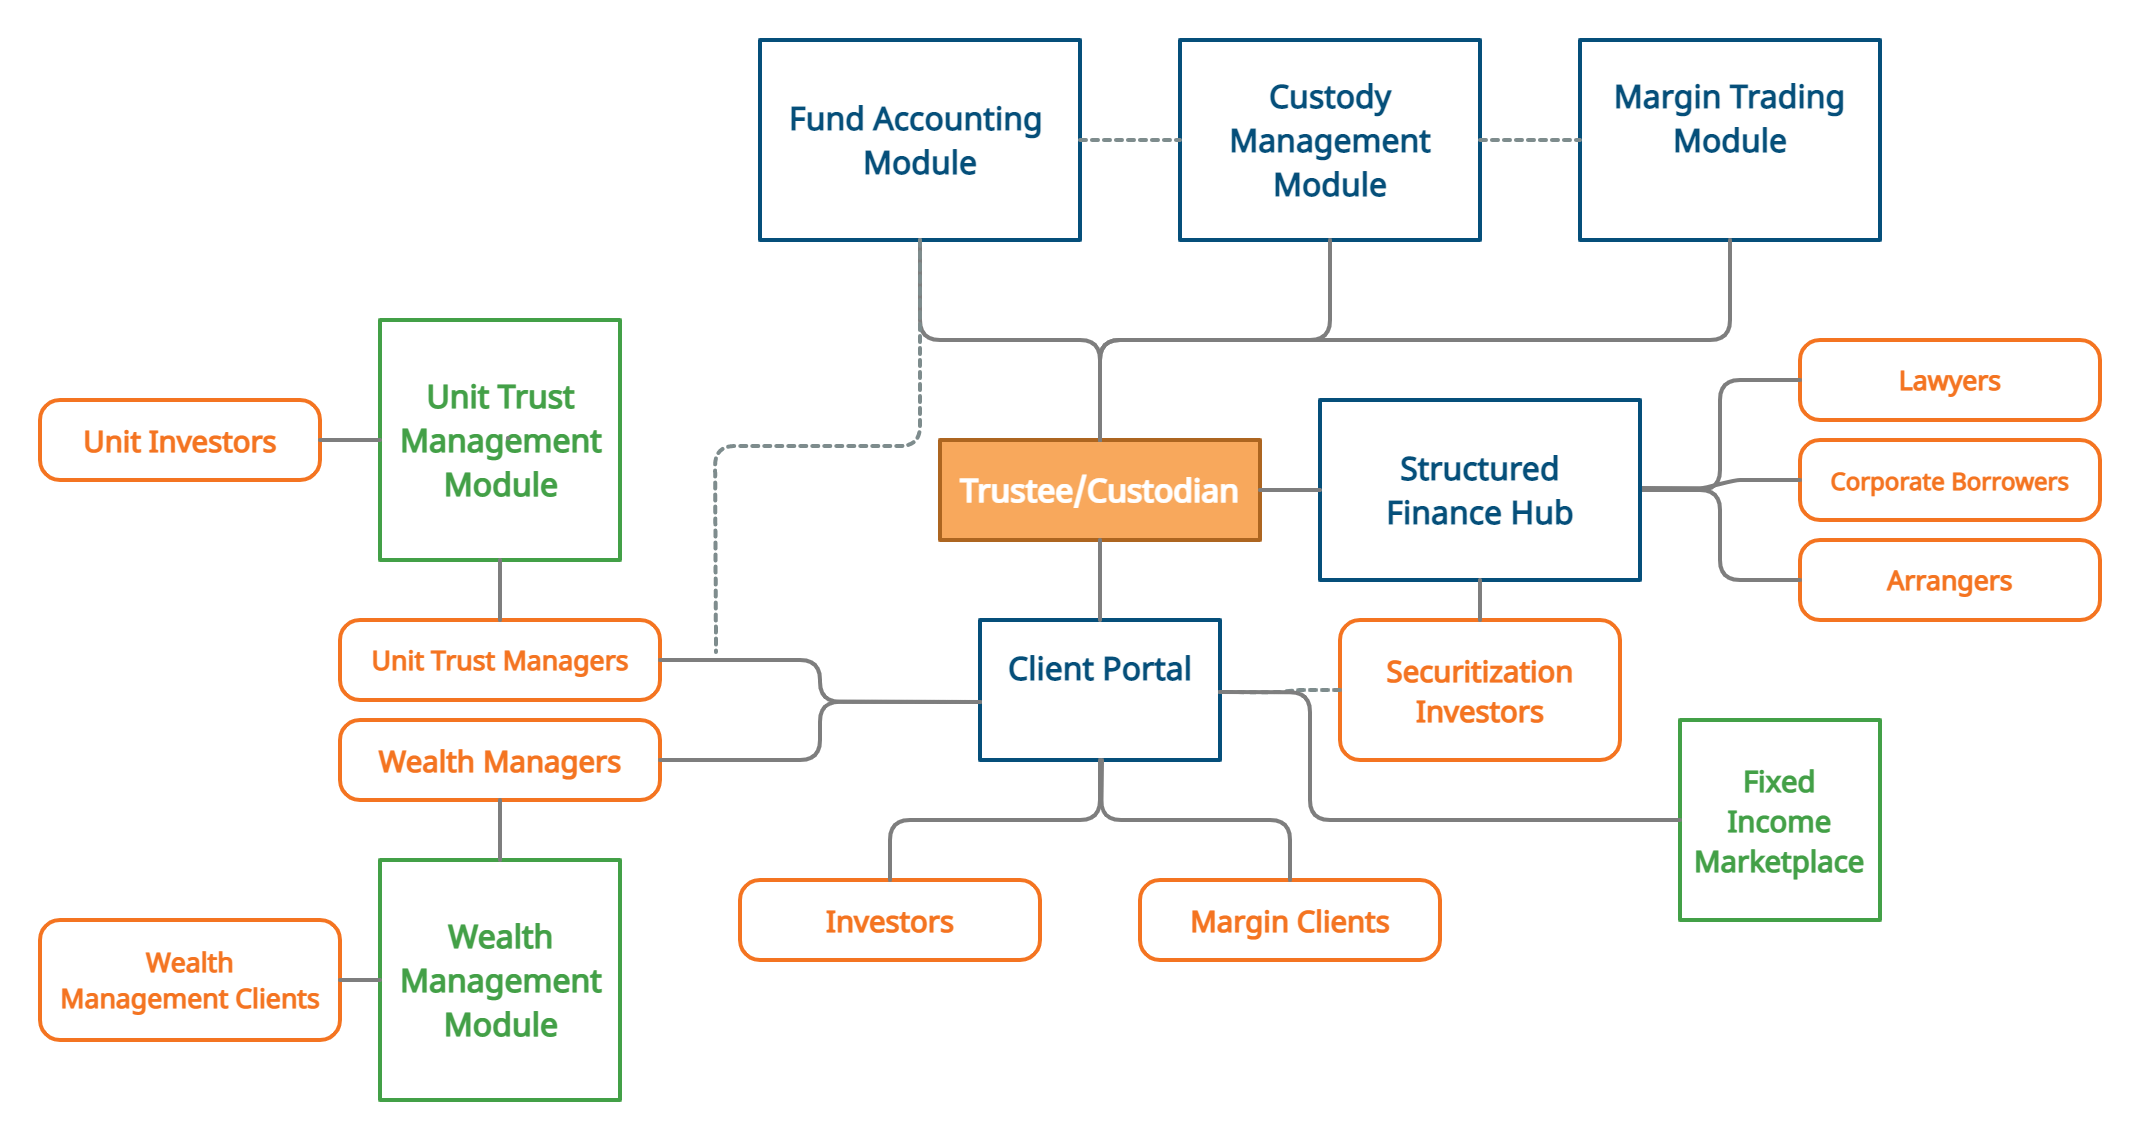 Fund Accounting
Module
Custody
Management
Module
Margin Trading
Module
Unit Investors
Unit Trust
Management
Module
Trustee/Custodian
Structured
Finance Hub
Lawyers
Corporate Borrowers
Arrangers
Unit Trust Managers
Wealth Managers
Client Portal
Securitization
Investors
Fixed
Income
Marketplace
Investors
Margin Clients
Wealth
Management Clients
Wealth
Management
Module